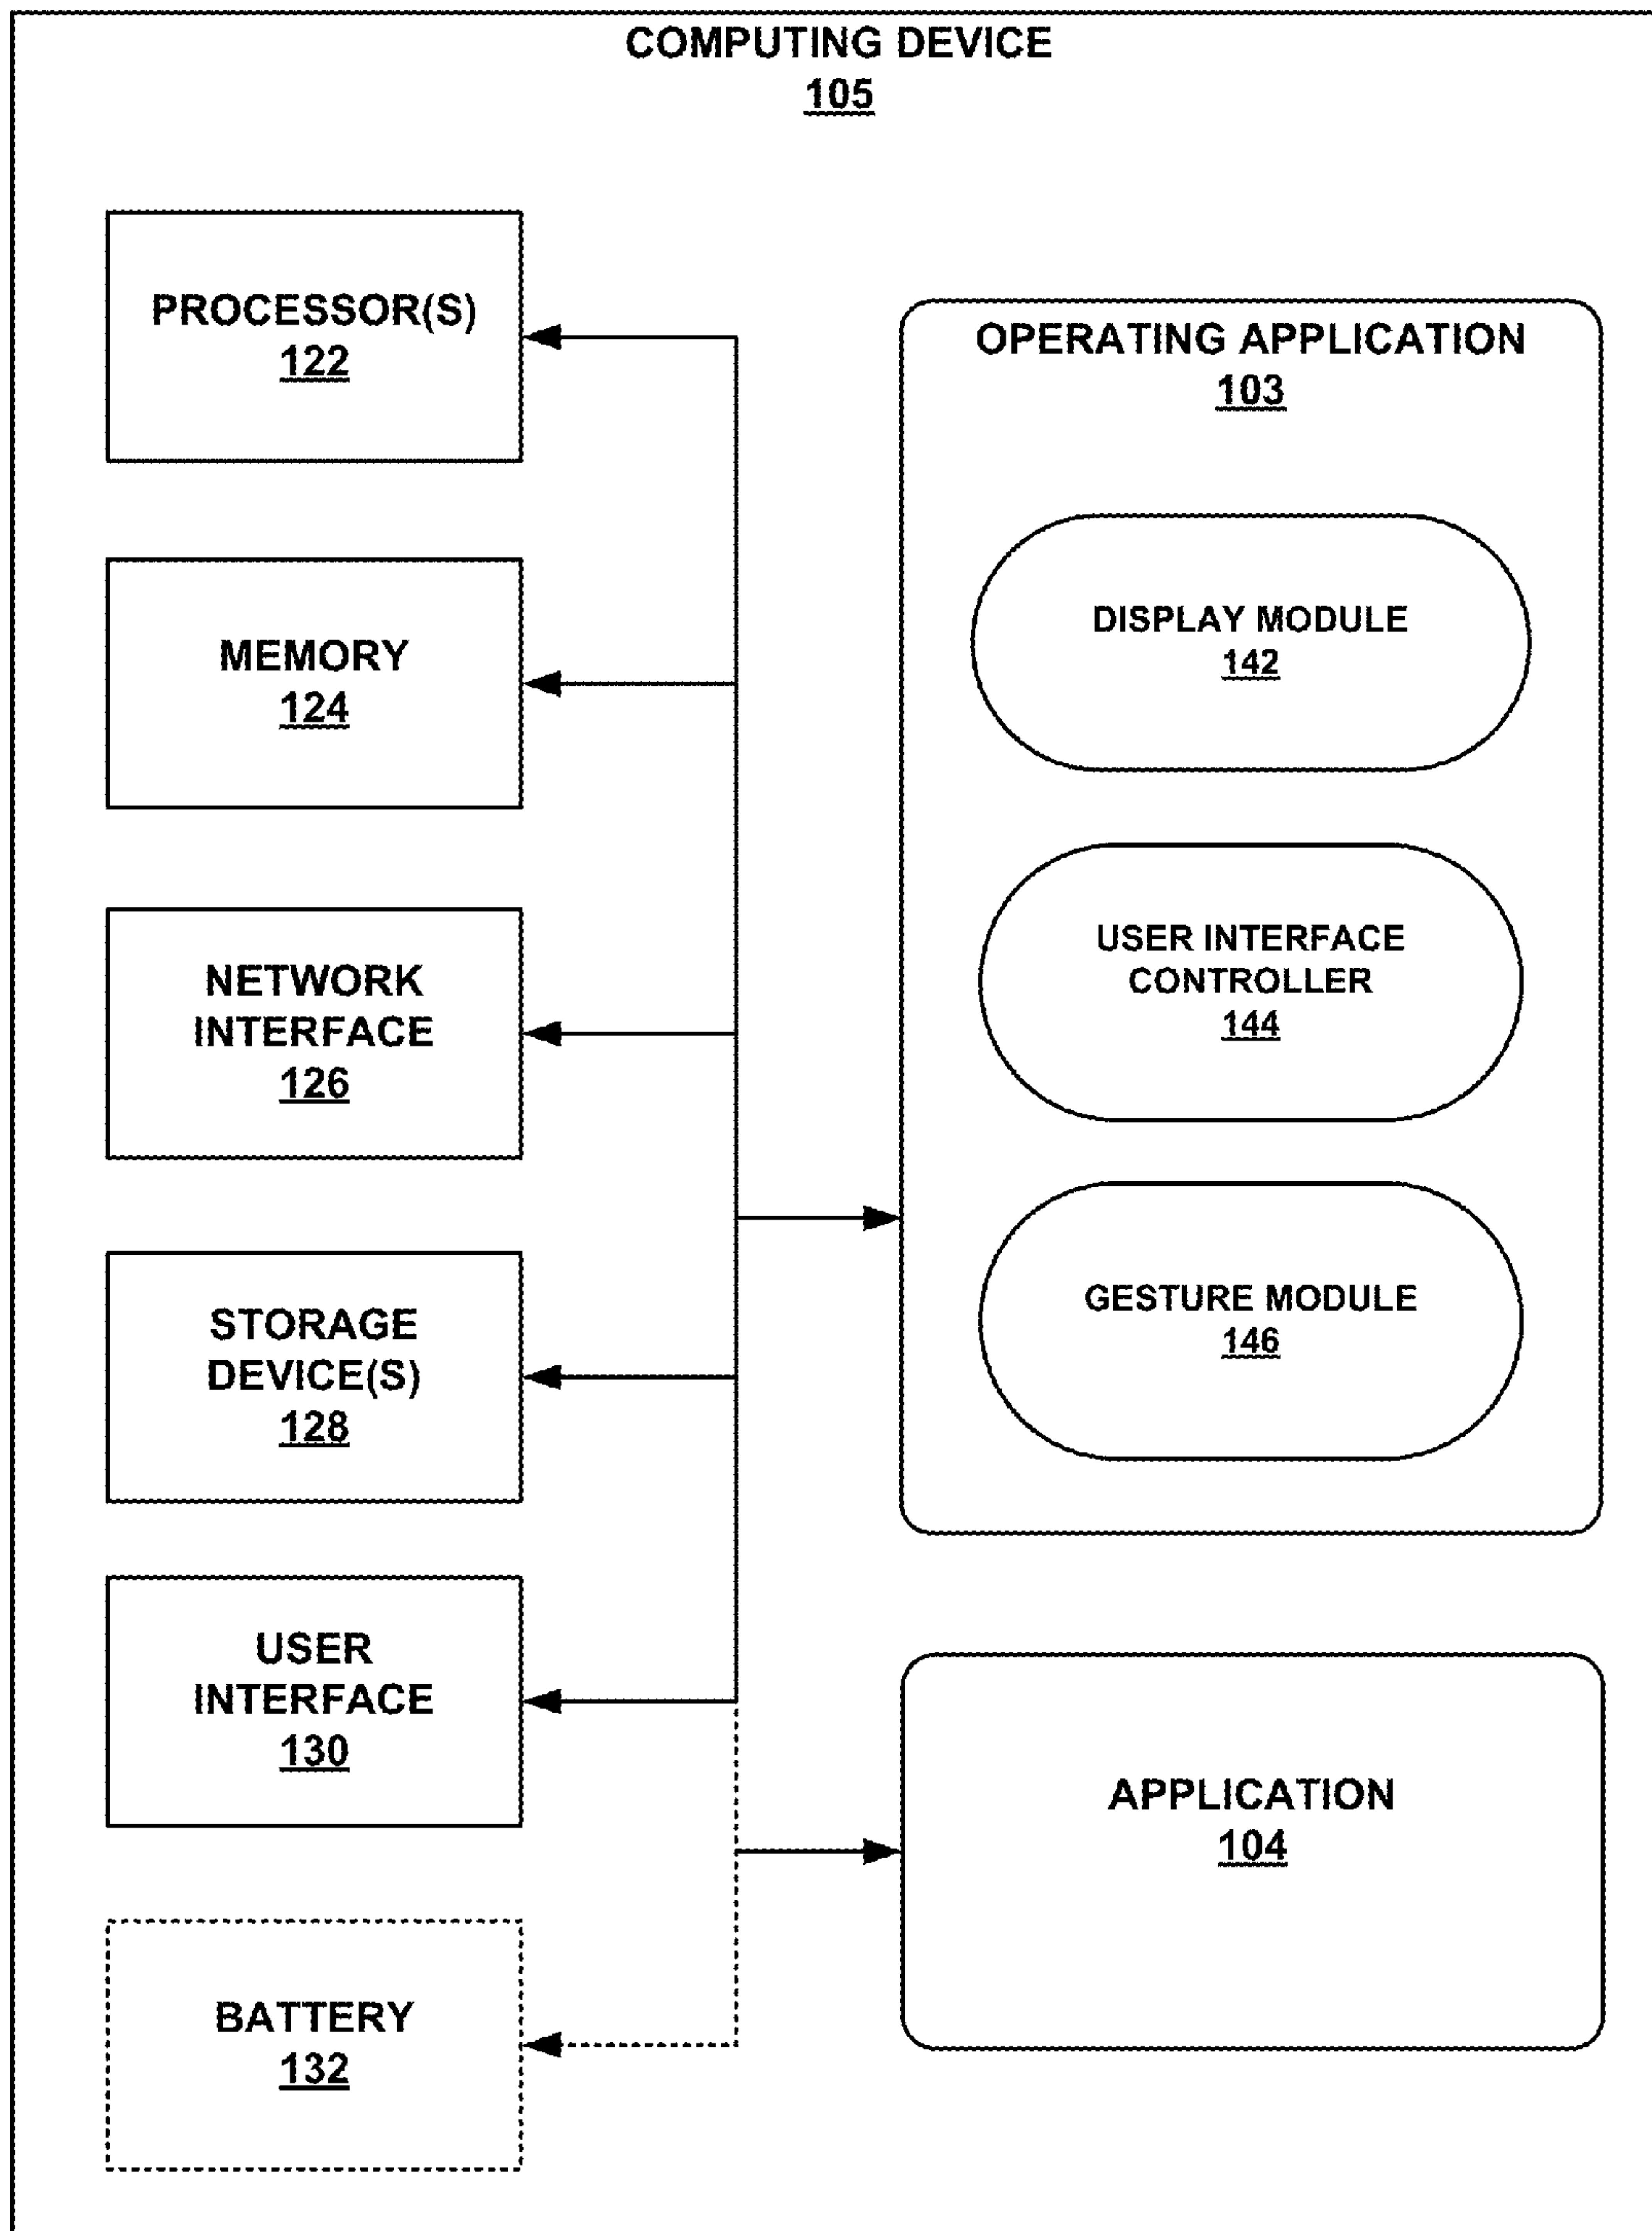 COMPUTING DEVICE
105
PROCESSOR(S)
122
MEMORY
124
NETWORK
INTERFACE
126
STORAGE
DEVICE(S)
128
USER
INTERFACE
130
BATTERY
132
OPERATING APPLICATION
103
DISPLAY MODULE
142
USER INTERFACE
CONTROLLER
144
GESTURE MODULE
146
APPLICATION
104